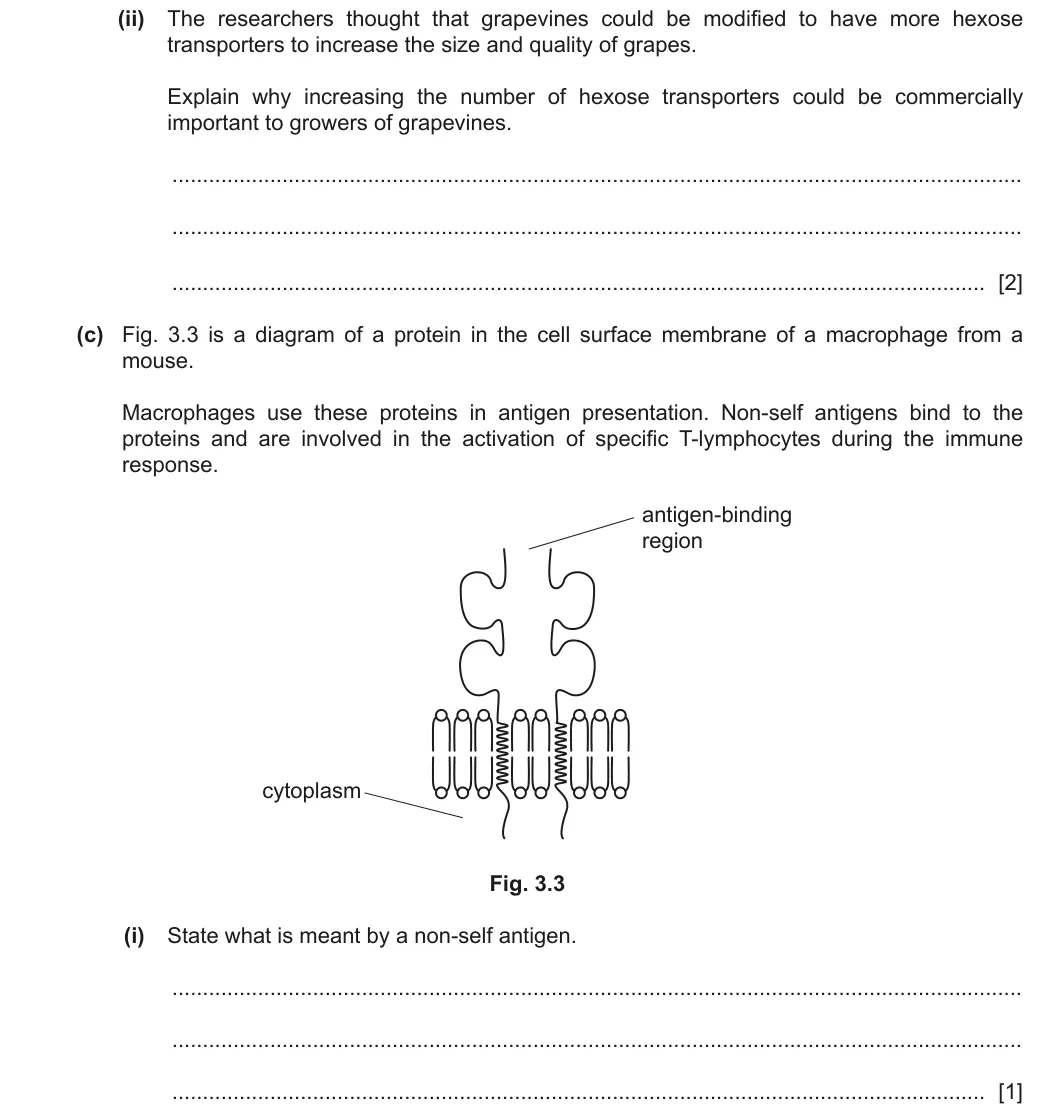 (ii) The researchers thought that grapevines could be modified to have more hexose
transporters to increase the size and quality of grapes.
Explain why increasing the number of hexose transporters could be commercially
important to growers of grapevines.
..........................................................................................................................................
..........................................................................................................................................
.................................................................................................................................... [2]
(c) Fig. 3.3 is a diagram of a protein in the cell surface membrane of a macrophage from a
mouse.
Macrophages use these proteins in antigen presentation. Non-self antigens bind to the
proteins and are involved in the activation of specific T-lymphocytes during the immune
response.
antigen-binding
region
cytoplasm
Fig. 3.3
(i) State what is meant by a non-self antigen.
..........................................................................................................................................
..........................................................................................................................................
.................................................................................................................................... [1]